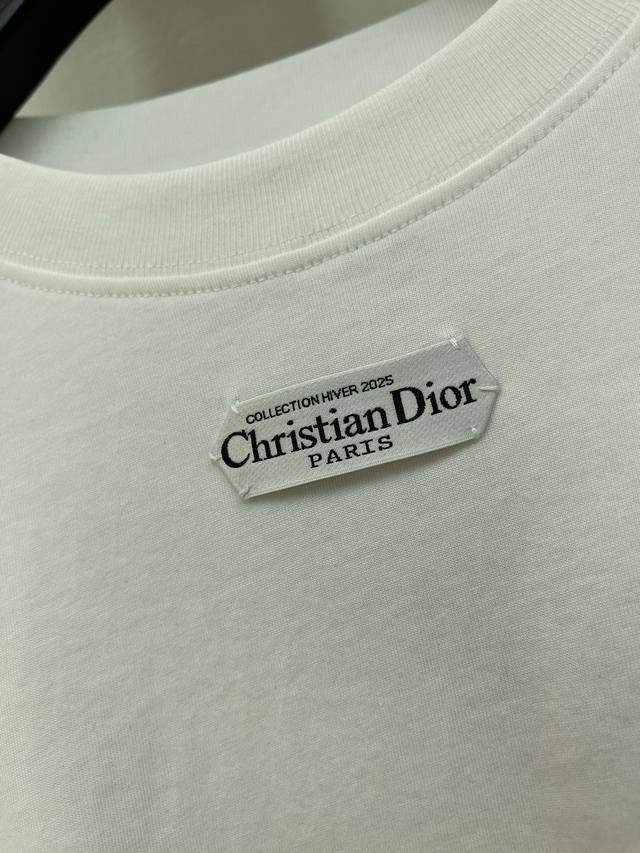 COLLECTION HIVER 2025
Christian Dior
PARIS